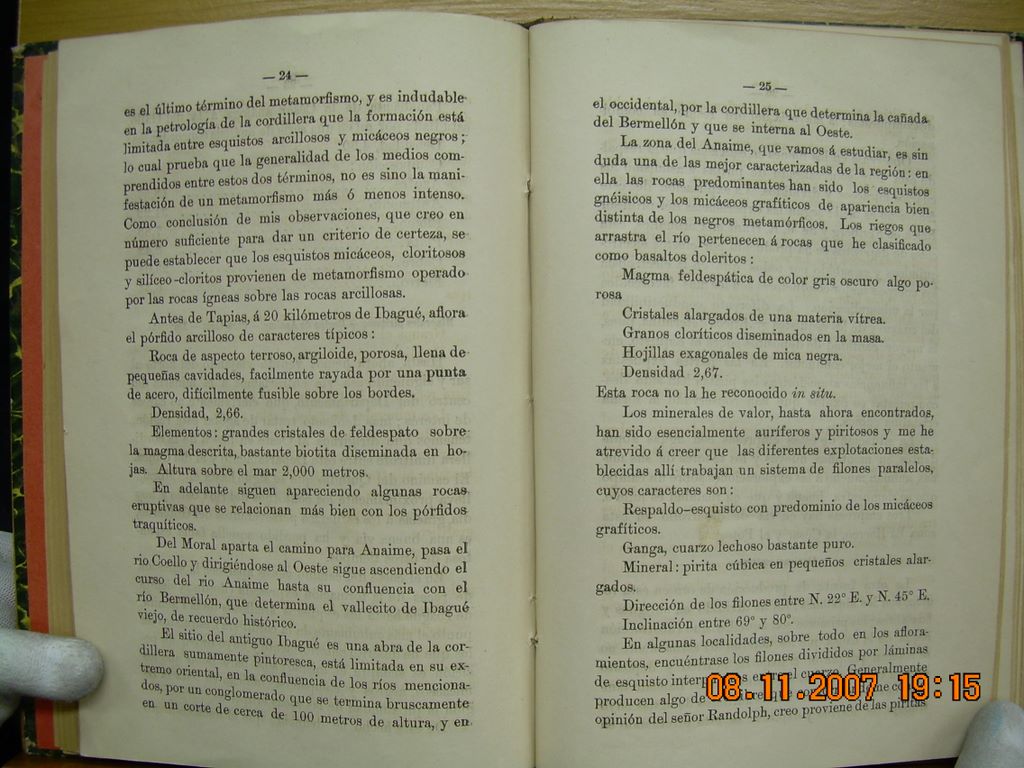 — 24 —
es el último término del metamorfismo, y es indudable
en la petrología de la cordillera que la formación está
limitada entre esquistos arcillosos y micáceos negros;
lo cual prueba que la generalidad de los medios com-
prendidos entre estos dos términos, no es sino la mani-
festación de un metamorfismo más ó menos intenso.
Como conclusión de mis observaciones, que creo en
número suficiente para dar un criterio de certeza, se
puede establecer que los esquistos micáceos, cloritosos
y silíceo-cloritos provienen de metamorfismo operado
por las rocas ígneas sobre las rocas arcillosas.
Antes de Tapias, á 20 kilómetros de Ibagué, aflora
el pórfido arcilloso de caracteres típicos:
Roca de aspecto terroso, argiloide, porosa, llena de
pequeñas cavidades, facilmente rayada por una punta
de acero, difícilmente fusible sobre los bordes.
Densidad, 2,66.
Elementos: grandes cristales de feldespato sobre
la magma descrita, bastante biotita diseminada en ho-
jas. Altura sobre el mar 2,000 metros.
En adelante siguen apareciendo algunas rocas
eruptivas que se relacionan más bien con los pórfidos
traquíticos.
Del Moral aparta el camino para Anaime, pasa el
rio Coello y dirigiéndose al Oeste sigue ascendiendo el
curso del rio Anaime hasta su confluencia con el
río Bermellón, que determina el vallecito de Ibagué
viejo, de recuerdo histórico.
El sitio del antiguo Ibagué es una abra de la cor-
dillera sumamente pintoresca, está limitada en su ex-
tremo oriental, en la confluencia de los ríos menciona-
dos, por un conglomerado que se termina bruscamente
en un corte de cerca de 100 metros de altura, y en
— 25 —
el occidental, por la cordillera que determina la cañada
del Bermellón y que se interna al Oeste.
La zona del Anaime, que vamos á estudiar, es sin
duda una de las mejor caracterizadas de la región: en
ella las rocas predominantes han sido los esquistos
gnéisicos y los micáceos grafíticos de apariencia bien
distinta de los negros metamórficos. Los riegos que
arrastra el río pertenecen á rocas que he clasificado
como basaltos doleritos:
Magma feldespática de color gris oscuro algo po-
rosa
Cristales alargados de una materia vítrea.
Granos cloríticos diseminados en la masa.
Hojillas exagonales de mica negra.
Densidad 2,67.
Esta roca no la he reconocido in situ.
Los minerales de valor, hasta ahora encontrados,
han sido esencialmente auríferos y piritosos y me he
atrevido á creer que las diferentes explotaciones esta-
blecidas allí trabajan un sistema de filones paralelos,
cuyos caracteres son:
Respaldo-esquisto con predominio de los micáceos
grafíticos.
Ganga, cuarzo lechoso bastante puro.
Mineral: pirita cúbica en pequeños cristales alar-
gados.
Dirección de los filones entre N. 22° E. y N. 45° E.
Inclinación entre 69° y 80°.
En algunas localidades, sobre todo en los aflora-
mientos, encuéntrase los filones divididos por láminas
de esquisto el cuarzo. Generalmente
producen algo de
opinión del señor Randolph, creo proviene de las piritas
08.11.2007 19:15